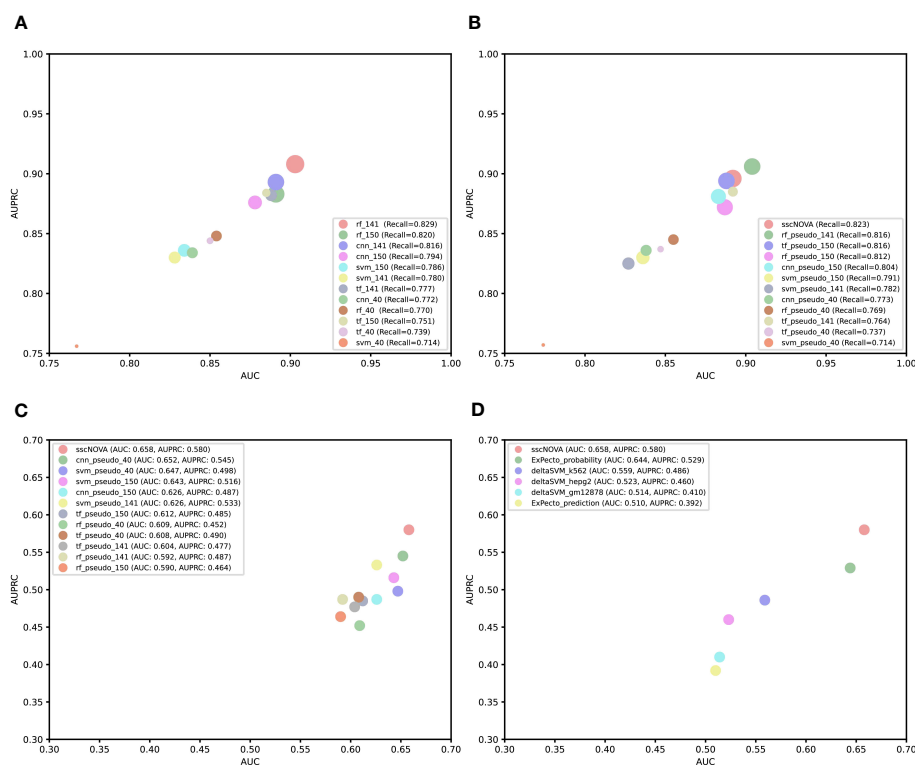 A
1.00
0.95
0.90
0.85
0.80
0.75
AUPRC
0.75
0.80
0.85
0.90
0.95
1.00
AUC
rf_141 (Recall=0.829)
rf_150 (Recall=0.820)
cnn_141 (Recall=0.816)
cnn_150 (Recall=0.794)
svm_150 (Recall=0.786)
svm_141 (Recall=0.780)
tf_141 (Recall=0.777)
cnn_40 (Recall=0.772)
rf_40 (Recall=0.770)
tf_150 (Recall=0.751)
tf_40 (Recall=0.739)
svm_40 (Recall=0.714)
B
1.00
0.95
0.90
0.85
0.80
0.75
AUPRC
0.75
0.80
0.85
0.90
0.95
1.00
AUC
sscNOVA (Recall=0.823)
rf_pseudo_141 (Recall=0.816)
tf_pseudo_150 (Recall=0.816)
rf_pseudo_150 (Recall=0.812)
cnn_pseudo_150 (Recall=0.804)
svm_pseudo_150 (Recall=0.791)
svm_pseudo_141 (Recall=0.782)
cnn_pseudo_40 (Recall=0.773)
rf_pseudo_40 (Recall=0.769)
tf_pseudo_141 (Recall=0.764)
tf_pseudo_40 (Recall=0.737)
svm_pseudo_40 (Recall=0.714)
C
0.70
0.65
0.60
0.55
0.50
0.45
0.40
0.35
0.30
AUPRC
0.30
0.35
0.40
0.45
0.50
0.55
0.60
0.65
0.70
AUC
sscNOVA (AUC: 0.658, AUPRC: 0.580)
cnn_pseudo_40 (AUC: 0.652, AUPRC: 0.545)
svm_pseudo_40 (AUC: 0.647, AUPRC: 0.498)
svm_pseudo_150 (AUC: 0.643, AUPRC: 0.516)
cnn_pseudo_150 (AUC: 0.626, AUPRC: 0.487)
svm_pseudo_141 (AUC: 0.626, AUPRC: 0.533)
tf_pseudo_150 (AUC: 0.612, AUPRC: 0.485)
rf_pseudo_40 (AUC: 0.609, AUPRC: 0.452)
tf_pseudo_40 (AUC: 0.608, AUPRC: 0.490)
tf_pseudo_141 (AUC: 0.604, AUPRC: 0.477)
rf_pseudo_141 (AUC: 0.592, AUPRC: 0.487)
rf_pseudo_150 (AUC: 0.590, AUPRC: 0.464)
D
0.70
0.65
0.60
0.55
0.50
0.45
0.40
0.35
0.30
AUPRC
0.30
0.35
0.40
0.45
0.50
0.55
0.60
0.65
0.70
AUC
sscNOVA (AUC: 0.658, AUPRC: 0.580)
ExPecto_probability (AUC: 0.644, AUPRC: 0.529)
deltaSVM_k562 (AUC: 0.559, AUPRC: 0.486)
deltaSVM_hepg2 (AUC: 0.523, AUPRC: 0.460)
deltaSVM_gm12878 (AUC: 0.514, AUPRC: 0.410)
ExPecto_prediction (AUC: 0.510, AUPRC: 0.392)